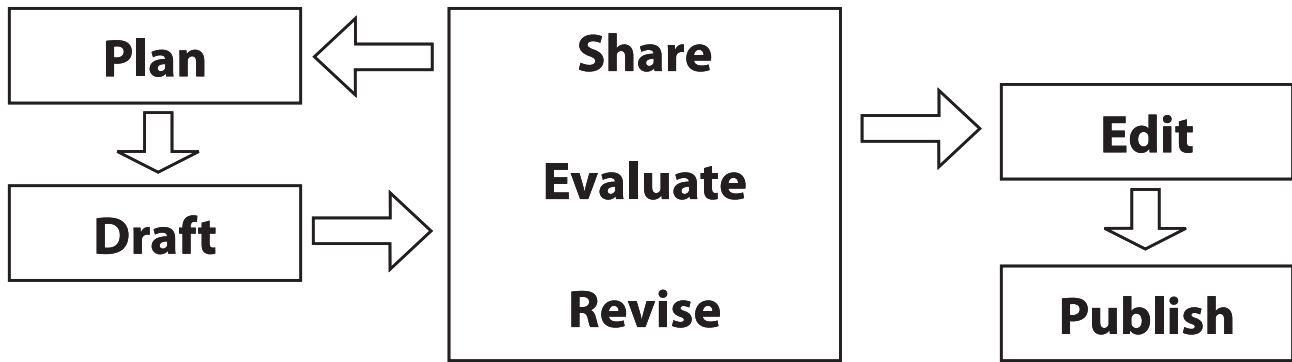 Plan
Draft
Share
Evaluate
Revise
Edit
Publish